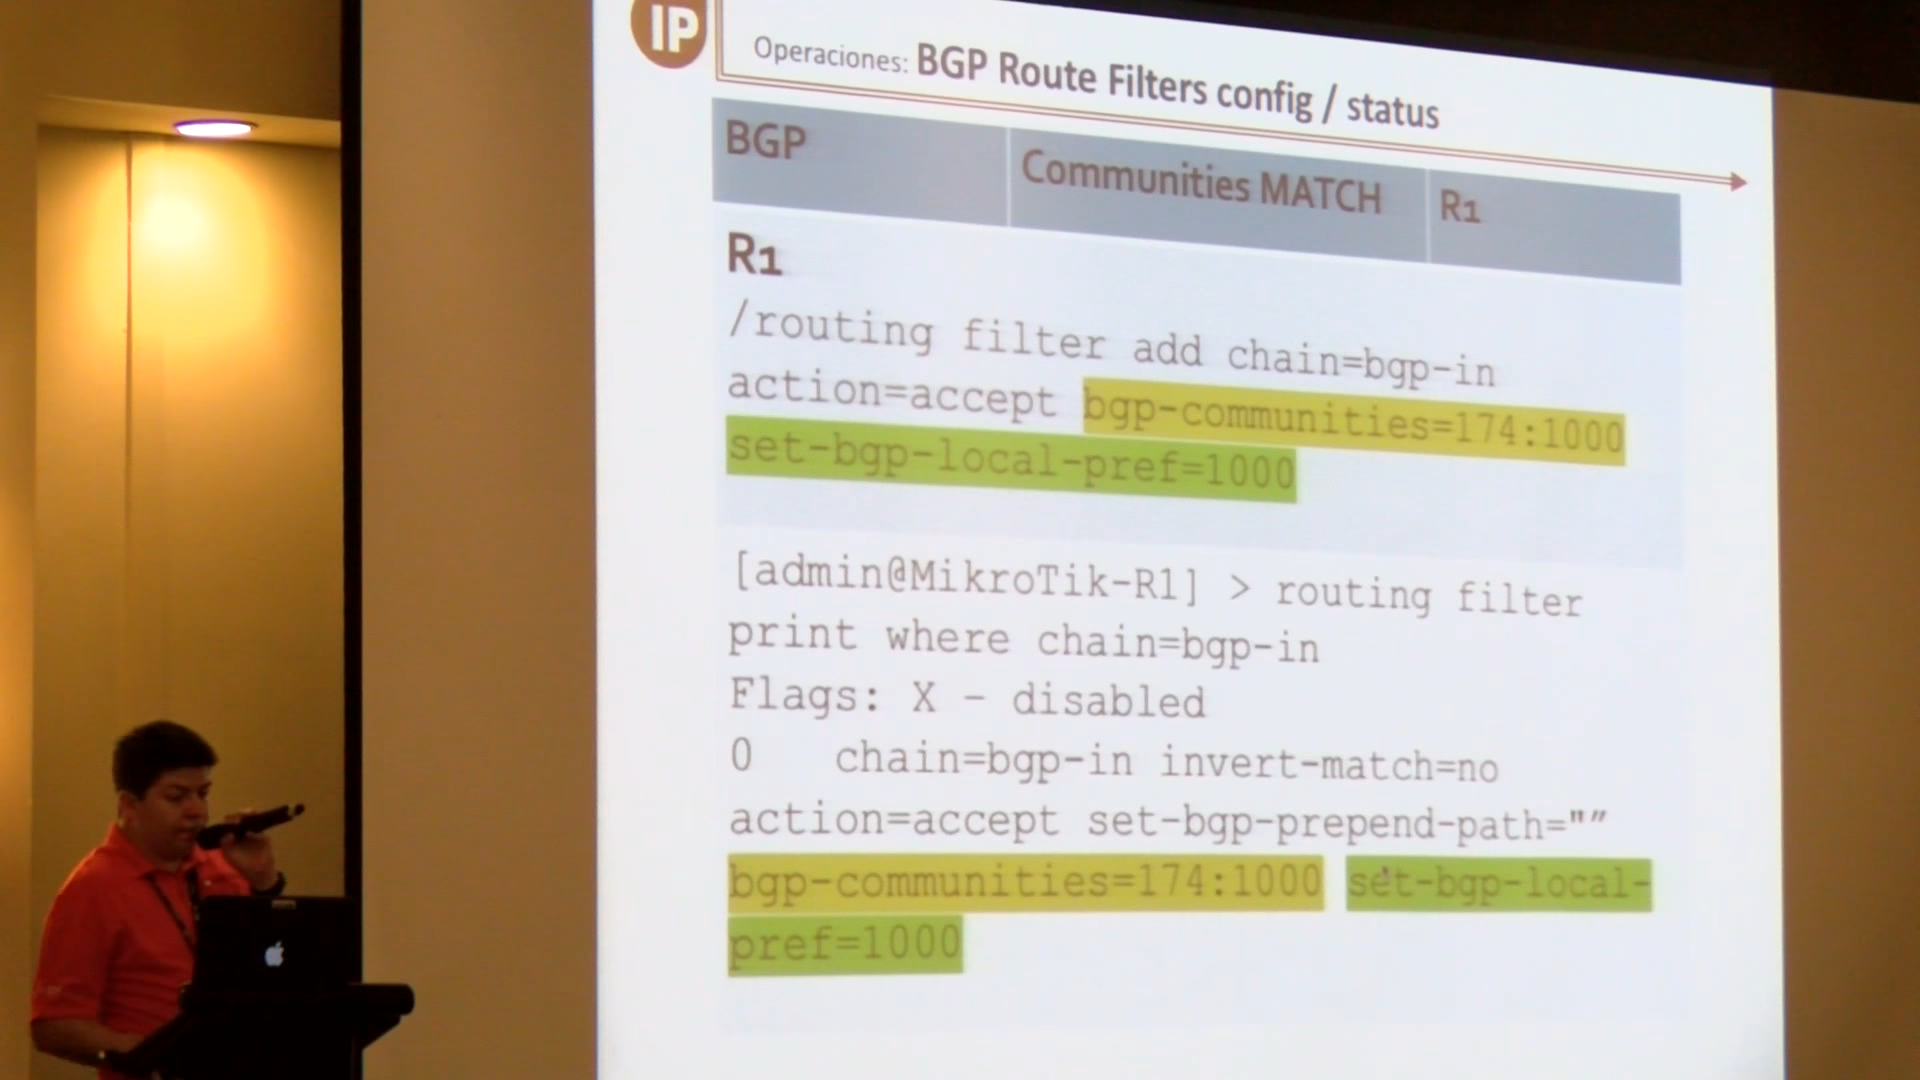 IP
Operaciones: BGP Route Filters config / status
BGP
Communities MATCH
R1
R1
/routing filter add chain=bgp-in
action=accept bgp-communities=174:1000
set-bgp-local-pref=1000
[admin@MikroTik-R1] > routing filter
print where chain=bgp-in
Flags: X - disabled
0 chain=bgp-in invert-match=no
action=accept set-bgp-prepend-path=""
bgp-communities=174:1000 set-bgp-local-
pref=1000